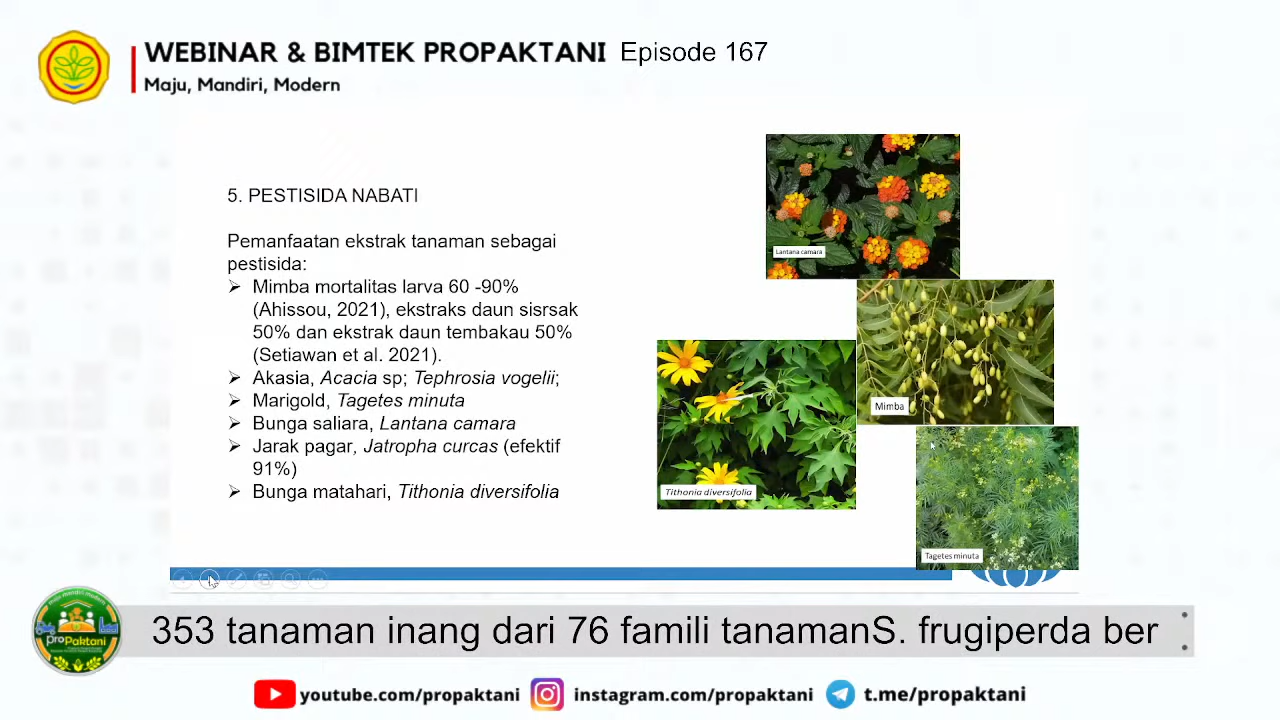 WEBINAR & BIMTEK PROPAKTANI Episode 167
Maju, Mandiri, Modern
5. PESTISIDA NABATI
Pemanfaatan ekstrak tanaman sebagai
pestisida:
Mimba mortalitas larva 60 -90%
(Ahissou, 2021), ekstraks daun sisrsak
50% dan ekstrak daun tembakau 50%
(Setiawan et al. 2021).
Akasia, Acacia sp; Tephrosia vogelii;
Marigold, Tagetes minuta
Bunga saliara, Lantana camara
Jarak pagar, Jatropha curcas (efektif
91%)
Bunga matahari, Tithonia diversifolia
Lantana camara
Mimba
Tithonia diversifolia
Tagetes minuta
maju mandiri modern
proPaktani
353 tanaman inang dari 76 famili tanamanS. frugiperda ber
youtube.com/propaktani
instagram.com/propaktani
t.me/propaktani